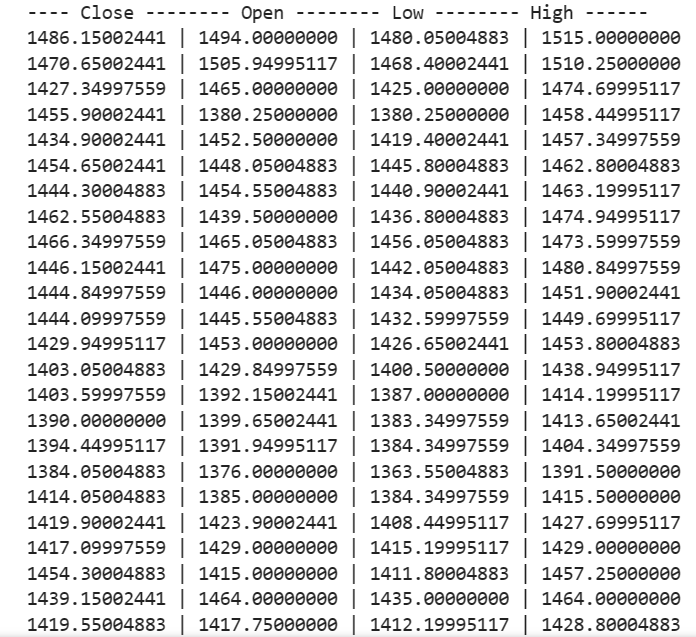 ---- Close -------- Open -------- Low -------- High ------
1486.15002441 | 1494.00000000 | 1480.05004883 | 1515.00000000
1470.65002441 | 1505.94995117 | 1468.40002441 | 1510.25000000
1427.34997559 | 1465.00000000 | 1425.00000000 | 1474.69995117
1455.90002441 | 1380.25000000 | 1380.25000000 | 1458.44995117
1434.90002441 | 1452.50000000 | 1419.40002441 | 1457.34997559
1454.65002441 | 1448.05004883 | 1445.80004883 | 1462.80004883
1444.30004883 | 1454.55004883 | 1440.90002441 | 1463.19995117
1462.55004883 | 1439.50000000 | 1436.80004883 | 1474.94995117
1466.34997559 | 1465.05004883 | 1456.05004883 | 1473.59997559
1446.15002441 | 1475.00000000 | 1442.05004883 | 1480.84997559
1444.84997559 | 1446.00000000 | 1434.05004883 | 1451.90002441
1444.09997559 | 1445.55004883 | 1432.59997559 | 1449.69995117
1429.94995117 | 1453.00000000 | 1426.65002441 | 1453.80004883
1403.05004883 | 1429.84997559 | 1400.50000000 | 1438.94995117
1403.59997559 | 1392.15002441 | 1387.00000000 | 1414.19995117
1390.00000000 | 1399.65002441 | 1383.34997559 | 1413.65002441
1394.44995117 | 1391.94995117 | 1384.34997559 | 1404.34997559
1384.05004883 | 1376.00000000 | 1363.55004883 | 1391.50000000
1414.05004883 | 1385.00000000 | 1384.34997559 | 1415.50000000
1419.90002441 | 1423.90002441 | 1408.44995117 | 1427.69995117
1417.09997559 | 1429.00000000 | 1415.19995117 | 1429.00000000
1454.30004883 | 1415.00000000 | 1411.80004883 | 1457.25000000
1439.15002441 | 1464.00000000 | 1435.00000000 | 1464.00000000
1419.55004883 | 1417.75000000 | 1412.19995117 | 1428.80004883